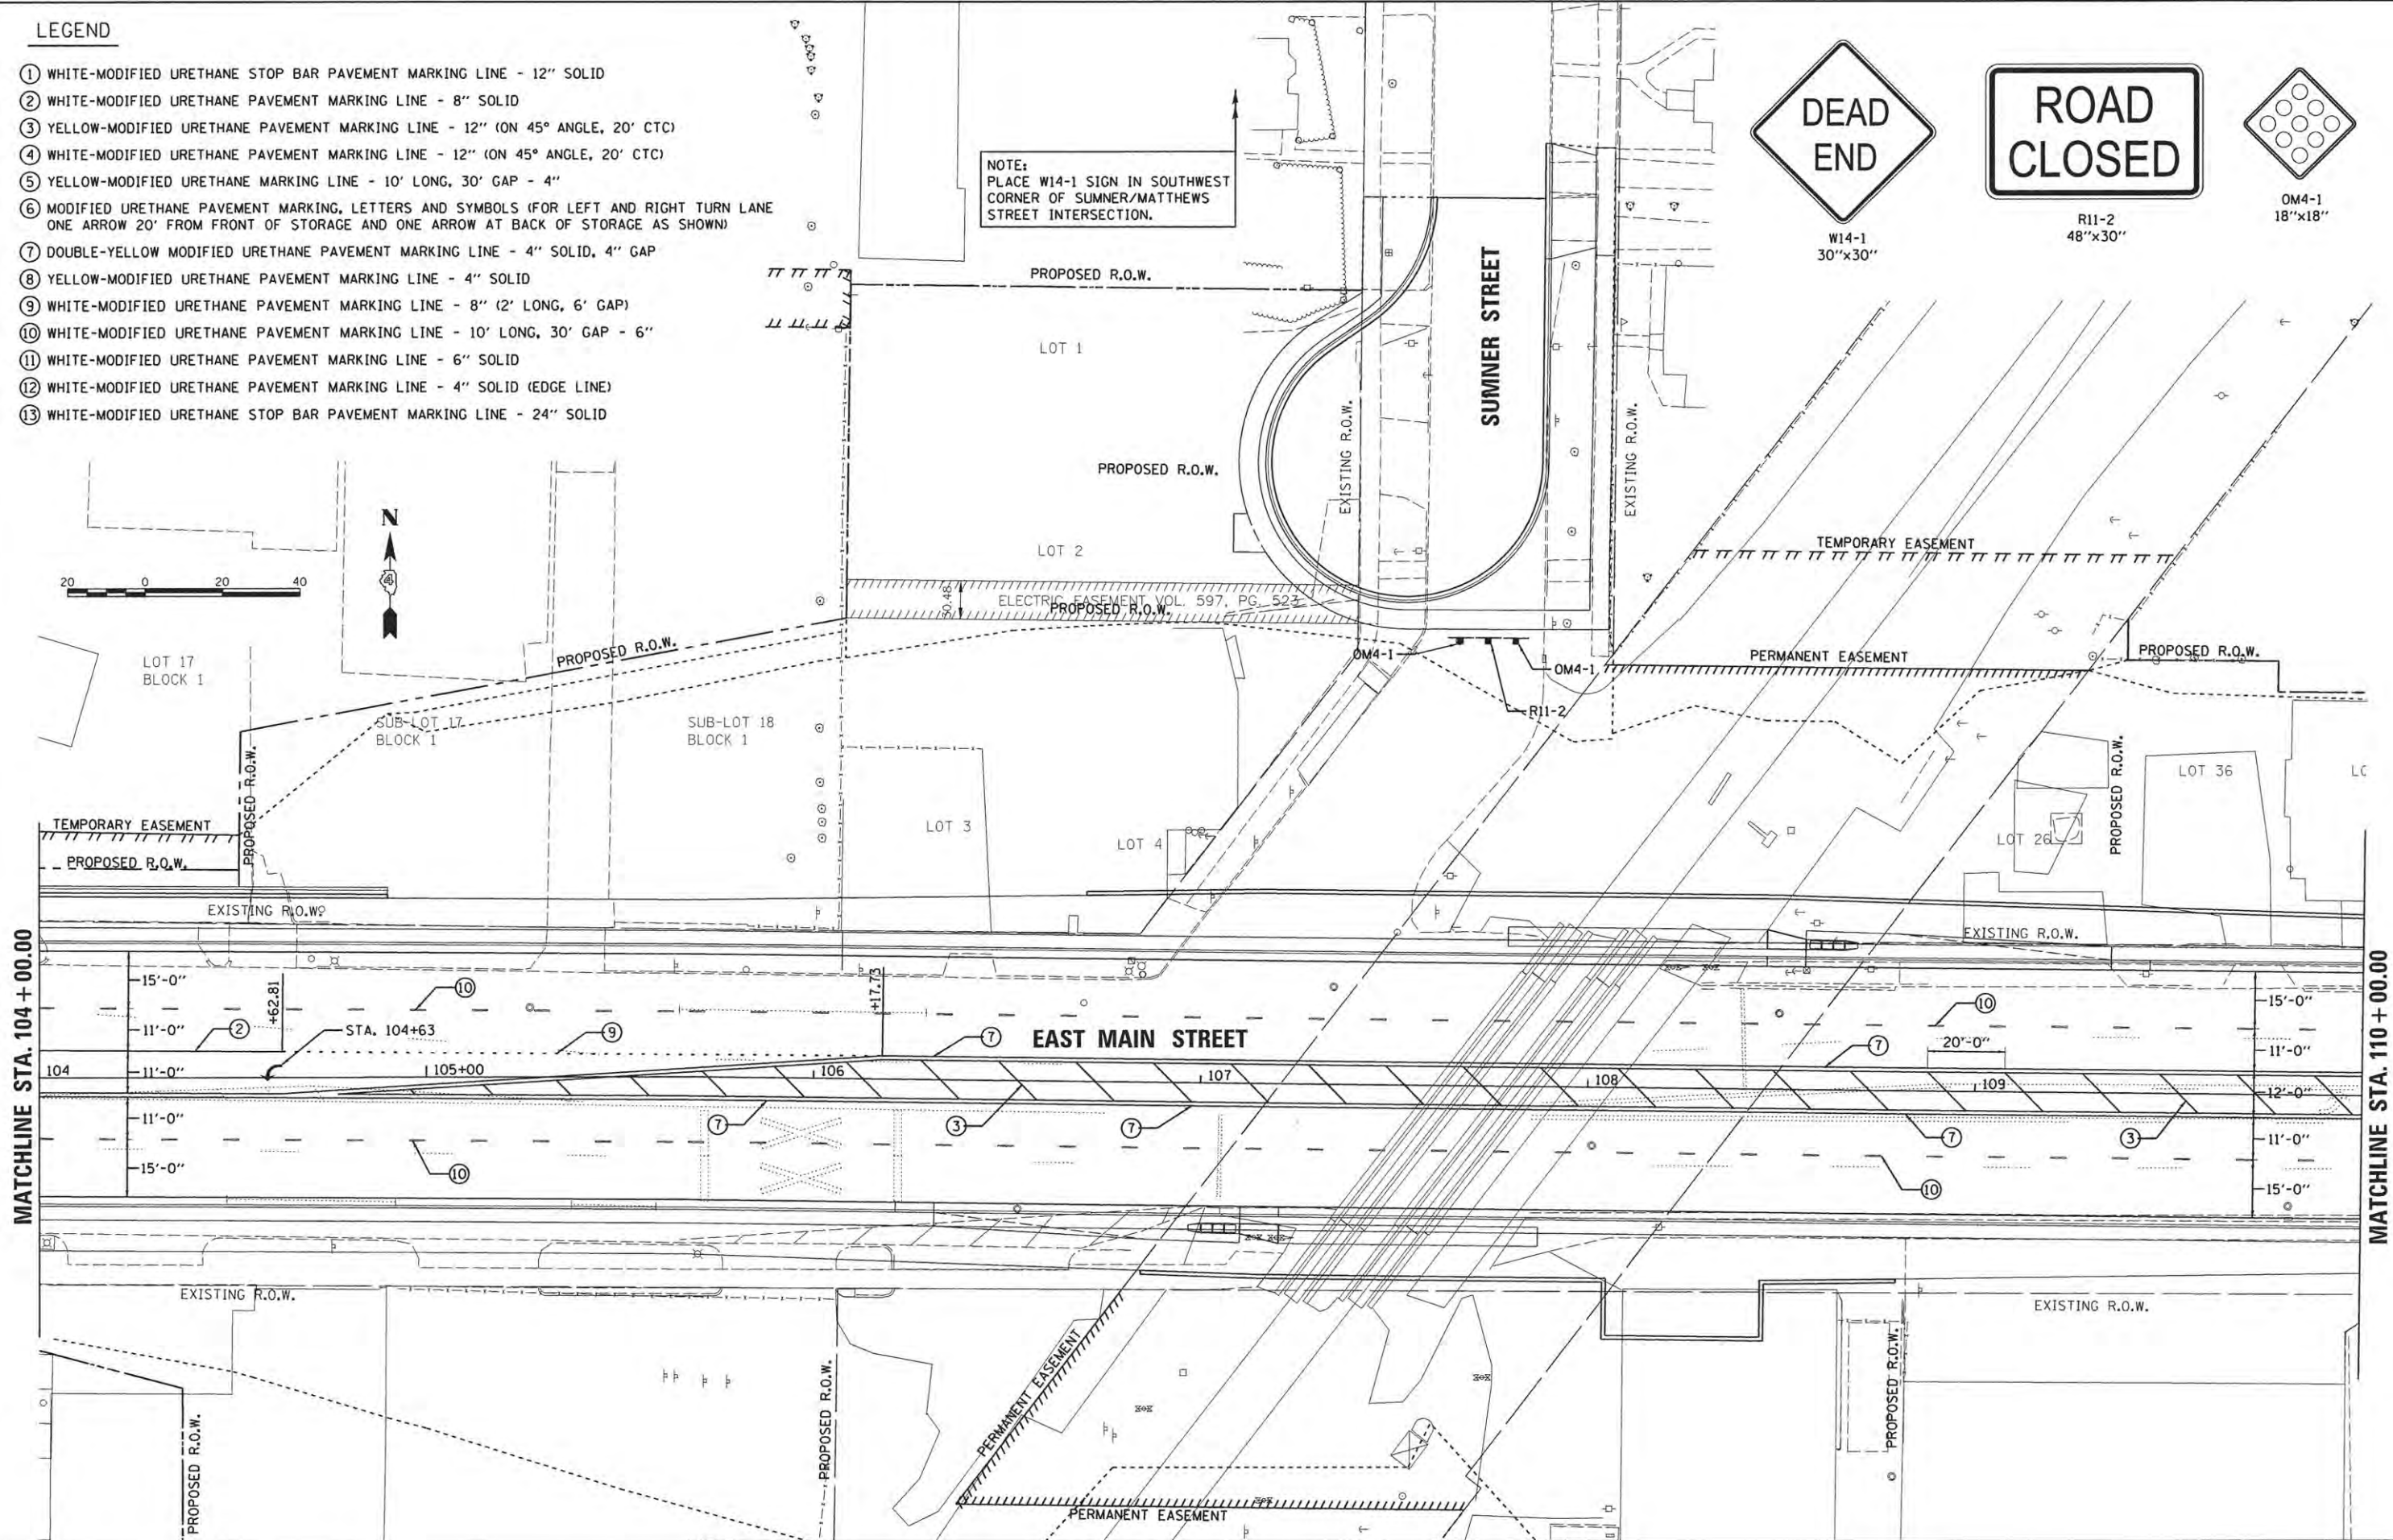 LEGEND
① WHITE-MODIFIED URETHANE STOP BAR PAVEMENT MARKING LINE - 12" SOLID
② WHITE-MODIFIED URETHANE PAVEMENT MARKING LINE - 8" SOLID
③ YELLOW-MODIFIED URETHANE PAVEMENT MARKING LINE - 12" (ON 45° ANGLE, 20' CTC)
④ WHITE-MODIFIED URETHANE PAVEMENT MARKING LINE - 12" (ON 45° ANGLE, 20' CTC)
⑤ YELLOW-MODIFIED URETHANE MARKING LINE - 10' LONG, 30' GAP - 4"
⑥ MODIFIED URETHANE PAVEMENT MARKING, LETTERS AND SYMBOLS (FOR LEFT AND RIGHT TURN LANE
ONE ARROW 20' FROM FRONT OF STORAGE AND ONE ARROW AT BACK OF STORAGE AS SHOWN)
⑦ DOUBLE-YELLOW MODIFIED URETHANE PAVEMENT MARKING LINE - 4" SOLID, 4" GAP
⑧ YELLOW-MODIFIED URETHANE PAVEMENT MARKING LINE - 4" SOLID
⑨ WHITE-MODIFIED URETHANE PAVEMENT MARKING LINE - 8" (2' LONG, 6' GAP)
⑩ WHITE-MODIFIED URETHANE PAVEMENT MARKING LINE - 10' LONG, 30' GAP - 6"
⑪ WHITE-MODIFIED URETHANE PAVEMENT MARKING LINE - 6" SOLID
⑫ WHITE-MODIFIED URETHANE PAVEMENT MARKING LINE - 4" SOLID (EDGE LINE)
⑬ WHITE-MODIFIED URETHANE STOP BAR PAVEMENT MARKING LINE - 24" SOLID
NOTE:
PLACE W14-1 SIGN IN SOUTHWEST
CORNER OF SUMNER/MATTHEWS
STREET INTERSECTION.
DEAD
END
W14-1
30"x30"
ROAD
CLOSED
R11-2
48"x30"
OM4-1
18"x18"
N
4
20 0 20 40
PROPOSED R.O.W.
LOT 1
PROPOSED R.O.W.
LOT 2
SUMNER STREET
EXISTING R.O.W.
EXISTING R.O.W.
ELECTRIC EASEMENT VOL. 597, PG. 523
PROPOSED R.O.W.
TEMPORARY EASEMENT
PERMANENT EASEMENT
PROPOSED R.O.W.
OM4-1
OM4-1
R11-2
LOT 17
BLOCK 1
PROPOSED R.O.W.
SUB-LOT 17
BLOCK 1
SUB-LOT 18
BLOCK 1
PROPOSED R.O.W.
TEMPORARY EASEMENT
PROPOSED R.O.W.
LOT 3
LOT 4
LOT 26
PROPOSED R.O.W.
LOT 36
EXISTING R.O.W.
EXISTING R.O.W.
MATCHLINE STA. 104 + 00.00
15'-0"
11'-0"
11'-0"
11'-0"
15'-0"
+62.81
STA. 104+63
+17.73
② ⑩ ⑨ ⑦
EAST MAIN STREET
⑩ ⑦
20'-0"
104 105+00 106 107 108 109
⑦ ③ ⑦ ⑦ ③
⑩ ⑩
15'-0"
11'-0"
12'-0"
11'-0"
15'-0"
MATCHLINE STA. 110 + 00.00
EXISTING R.O.W.
EXISTING R.O.W.
PROPOSED R.O.W.
PROPOSED R.O.W.
PERMANENT EASEMENT
PERMANENT EASEMENT
PROPOSED R.O.W.